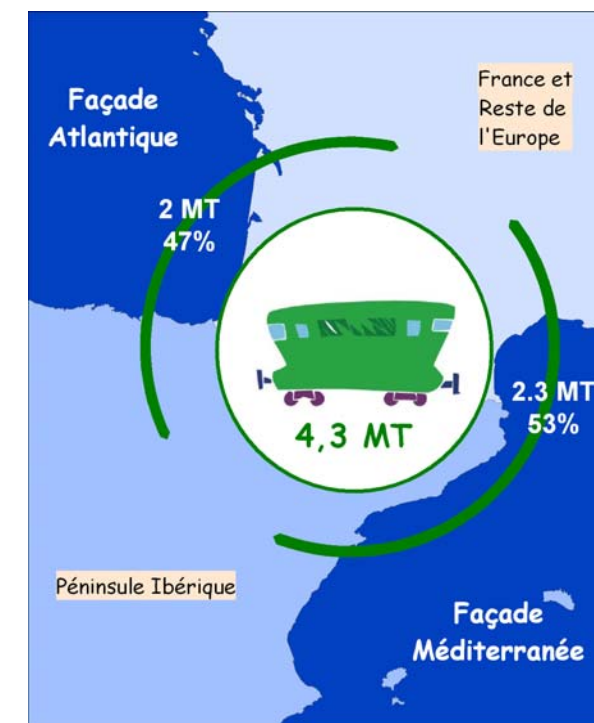 Façade
Atlantique
France et
Reste de
l'Europe
2 MT
47%
4,3 MT
2.3 MT
53%
Péninsule Ibérique
Façade
Méditerranée